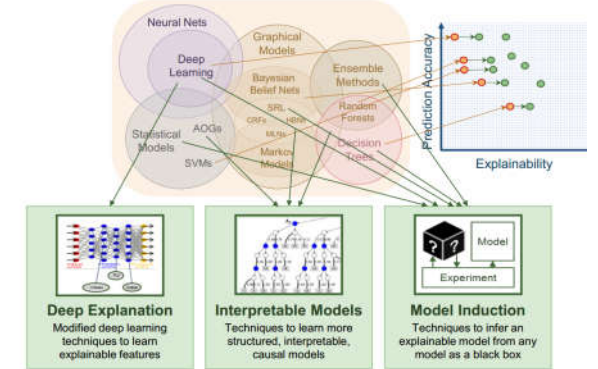 Neural Nets
Deep
Learning
Graphical
Models
Bayesian
Belief Nets
SRL
CRFs HBNs
MLNs
Markov
Models
Ensemble
Methods
Random
Forests
Decision
Trees
Statistical
Models
AOGs
SVMs
Prediction Accuracy
Explainability
Deep Explanation
Modified deep learning
techniques to learn
explainable features
Interpretable Models
Techniques to learn more
structured, interpretable,
causal models
? ?
Model
Experiment
Model Induction
Techniques to infer an
explainable model from any
model as a black box